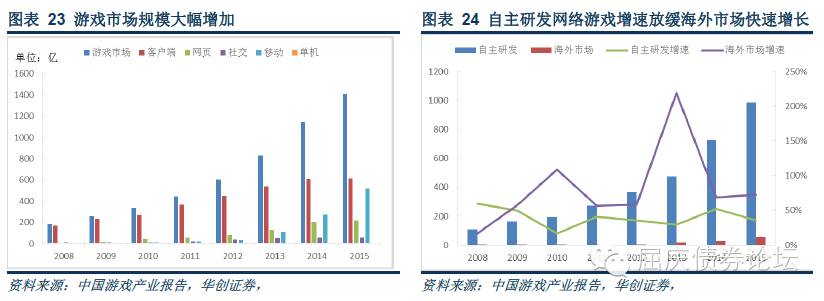 图表 23 游戏市场规模大幅增加
单位：亿
游戏市场 客户端 网页 社交 移动 单机
1600
1400
1200
1000
800
600
400
200
0
2008 2009 2010 2011 2012 2013 2014 2015
资料来源：中国游戏产业报告，华创证券，
图表 24 自主研发网络游戏增速放缓海外市场快速增长
自主研发 海外市场 自主研发增速 海外市场增速
1200
1000
800
600
400
200
0
250%
200%
150%
100%
50%
0%
2008 2009 2010 2011 2012 2013 2014 2015
屈庆债券论坛
资料来源：中国游戏产业报告，华创证券，